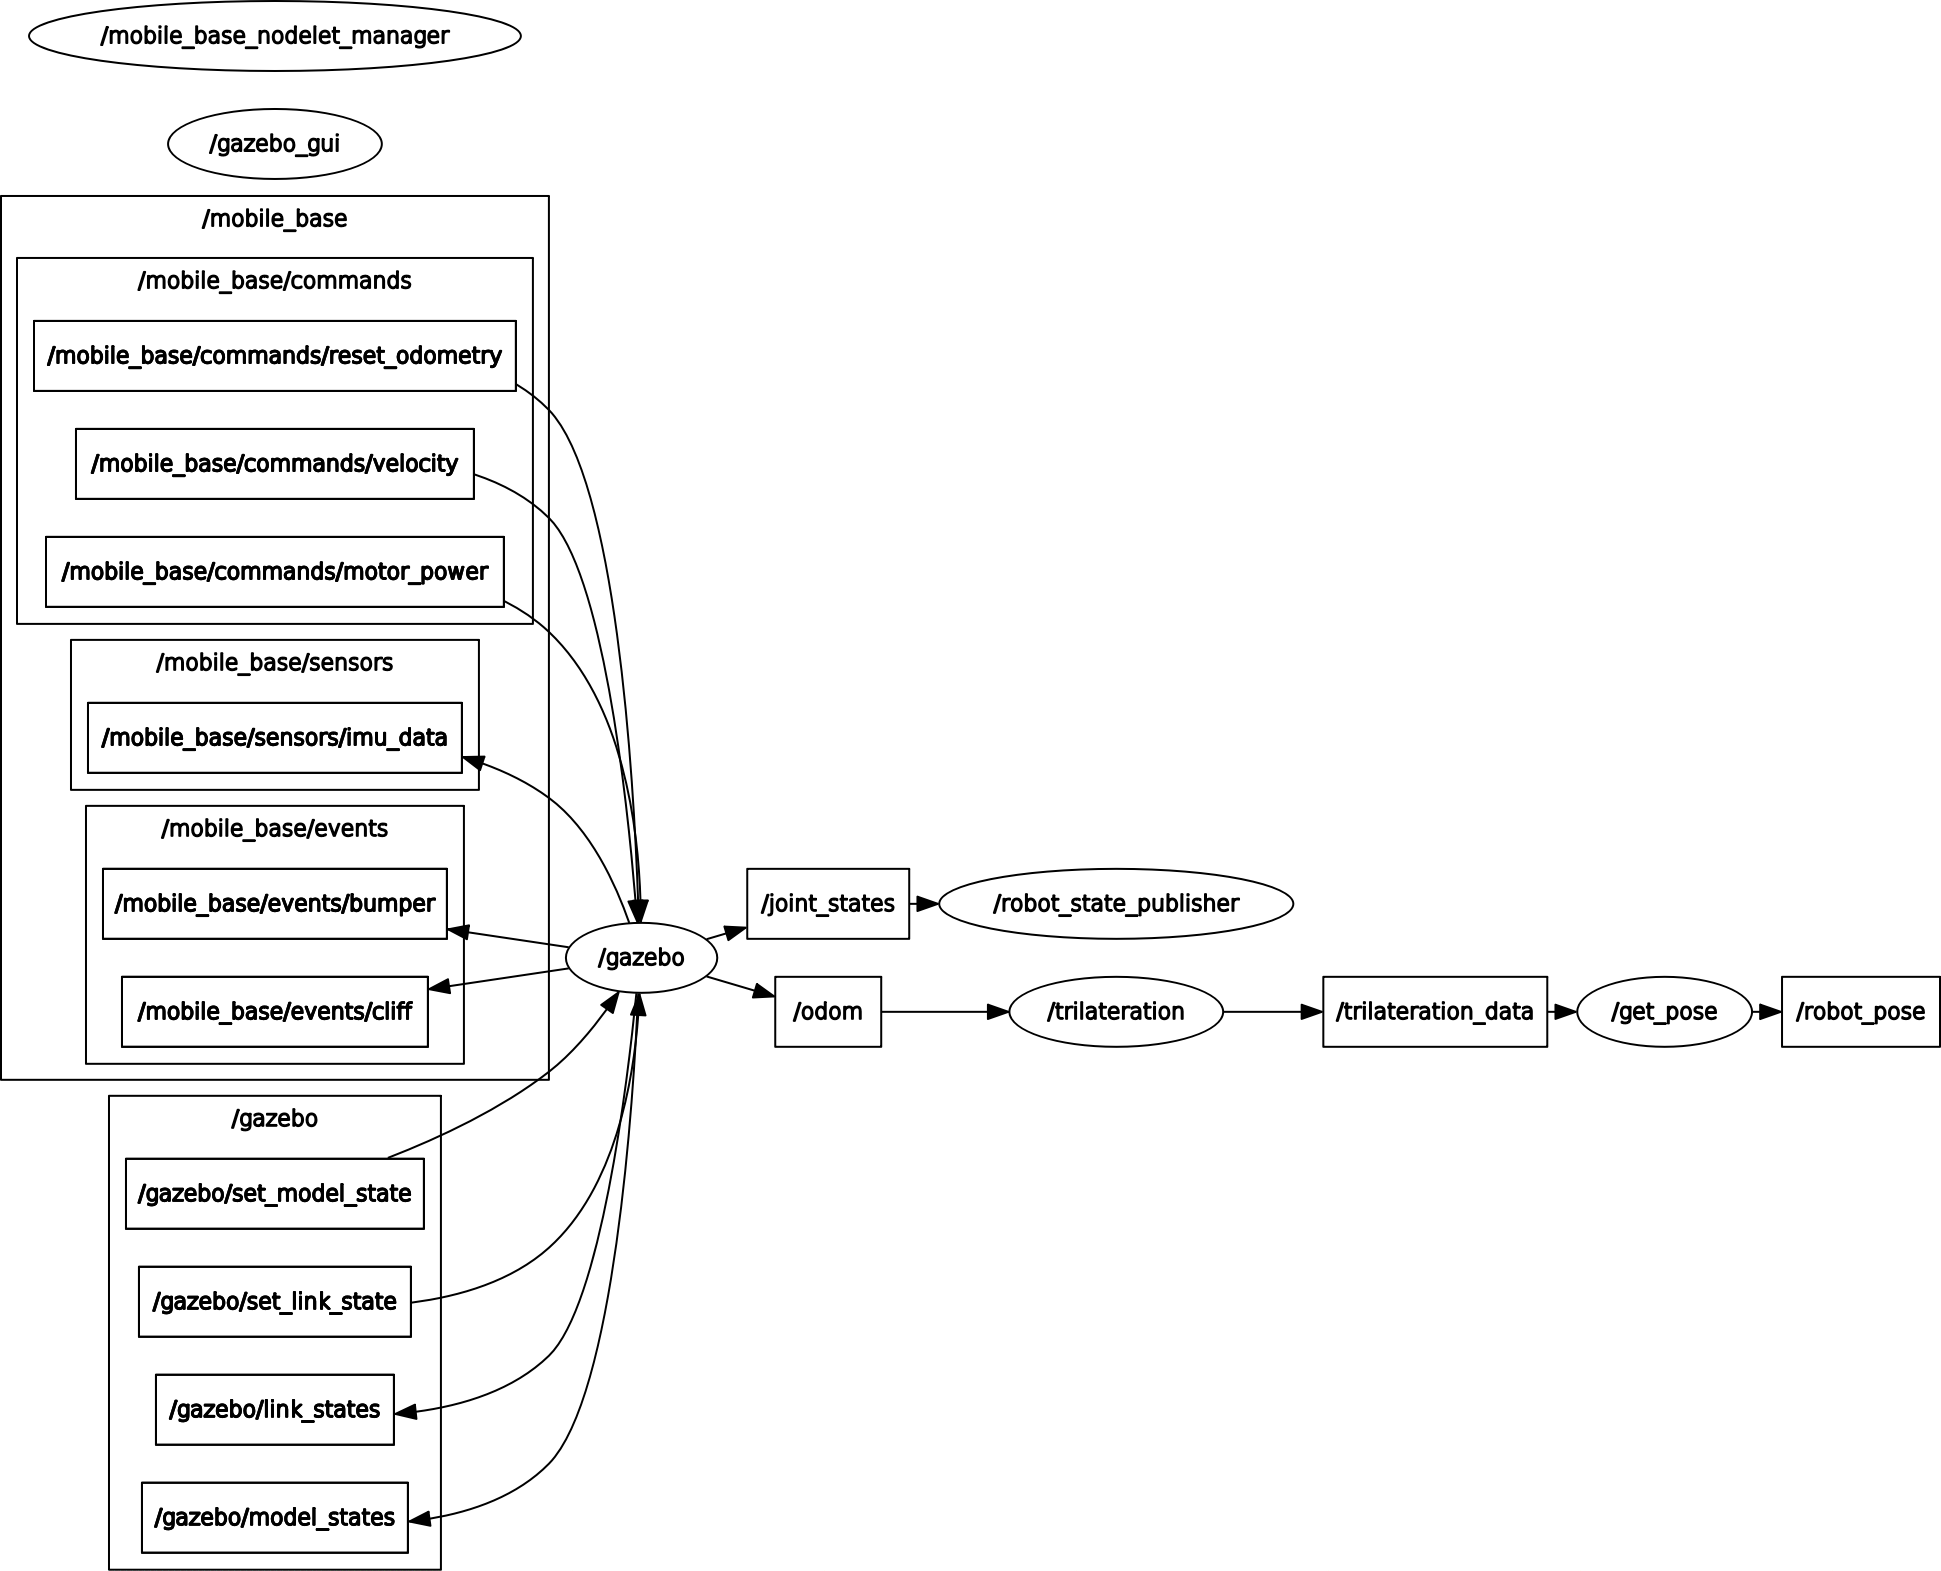 /mobile_base_nodelet_manager
/gazebo_gui
/mobile_base
/mobile_base/commands
/mobile_base/commands/reset_odometry
/mobile_base/commands/velocity
/mobile_base/commands/motor_power
/mobile_base/sensors
/mobile_base/sensors/imu_data
/mobile_base/events
/mobile_base/events/bumper
/mobile_base/events/cliff
/gazebo
/joint_states
/robot_state_publisher
/odom
/trilateration
/trilateration_data
/get_pose
/robot_pose
/gazebo
/gazebo/set_model_state
/gazebo/set_link_state
/gazebo/link_states
/gazebo/model_states